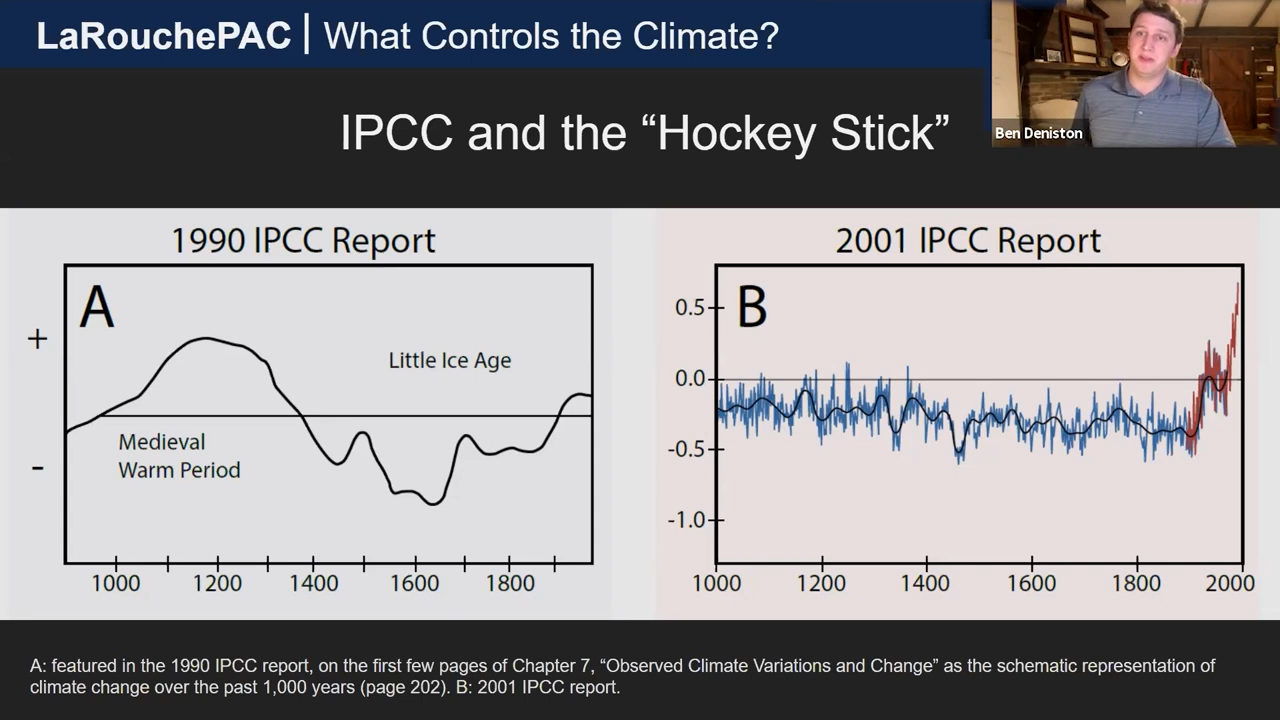 LaRouchePAC | What Controls the Climate?
Ben Deniston
IPCC and the “Hockey Stick”
1990 IPCC Report
A
+
-
Little Ice Age
Medieval
Warm Period
1000 1200 1400 1600 1800
2001 IPCC Report
B
0.5
0.0
-0.5
-1.0
1000 1200 1400 1600 1800 2000
A: featured in the 1990 IPCC report, on the first few pages of Chapter 7, “Observed Climate Variations and Change” as the schematic representation of
climate change over the past 1,000 years (page 202). B: 2001 IPCC report.